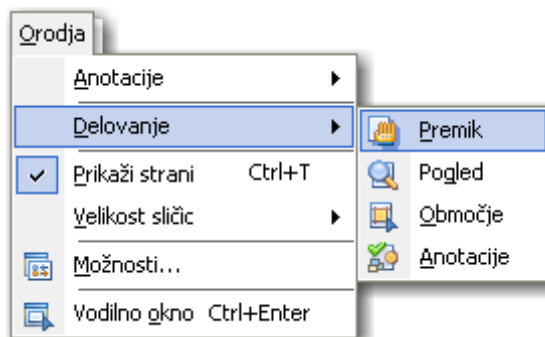 Orodja
Anotacije
Delovanje
Prikaži strani Ctrl+T
Velikost sličic
Možnosti...
Vodilno okno Ctrl+Enter
Premik
Pogled
Območje
Anotacije